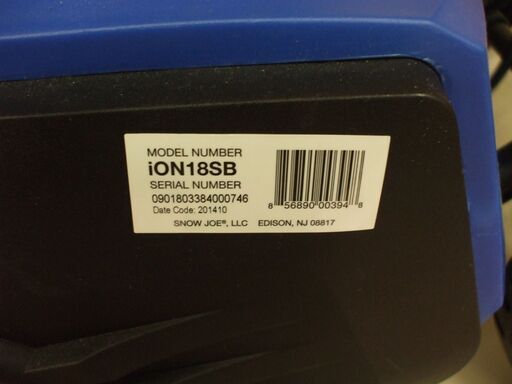 MODEL NUMBER
iON18SB
SERIAL NUMBER
0901803384000746
Date Code: 201410
8 56890 00394 8
SNOW JOE®, LLC EDISON, NJ 08817